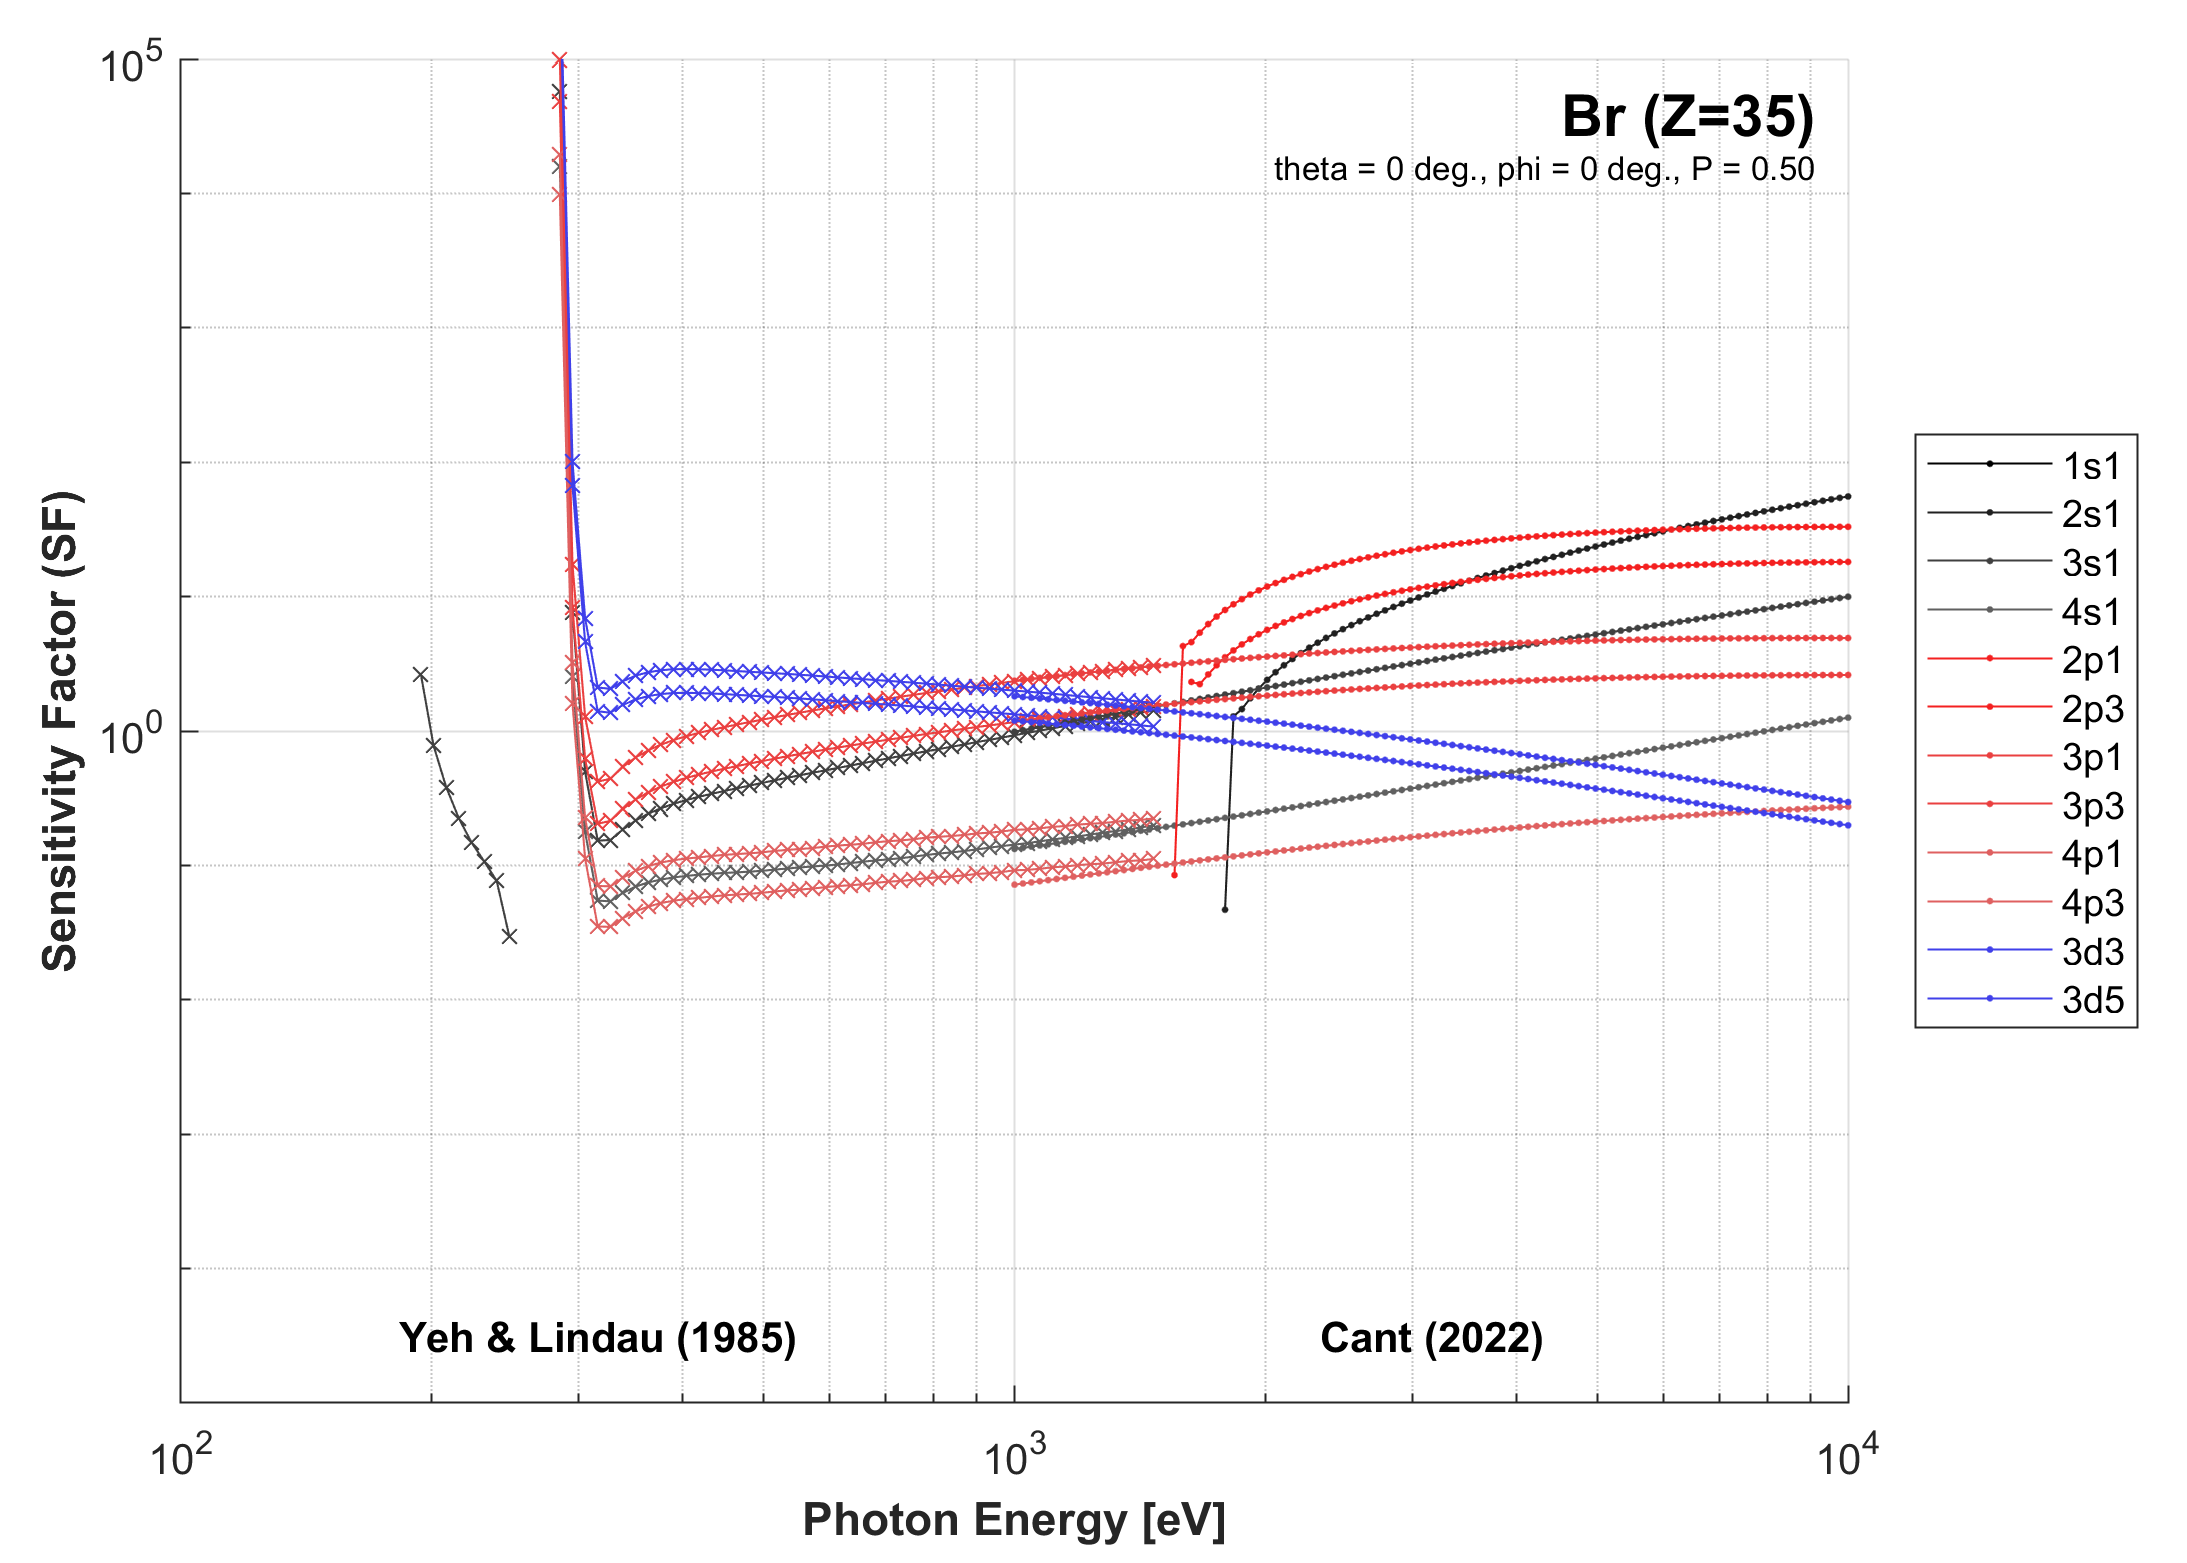 Br (Z=35)
theta = 0 deg., phi = 0 deg., P = 0.50
10^5
10^0
Sensitivity Factor (SF)
1s1
2s1
3s1
4s1
2p1
2p3
3p1
3p3
4p1
4p3
3d3
3d5
Yeh & Lindau (1985)
Cant (2022)
10^2
10^3
10^4
Photon Energy [eV]